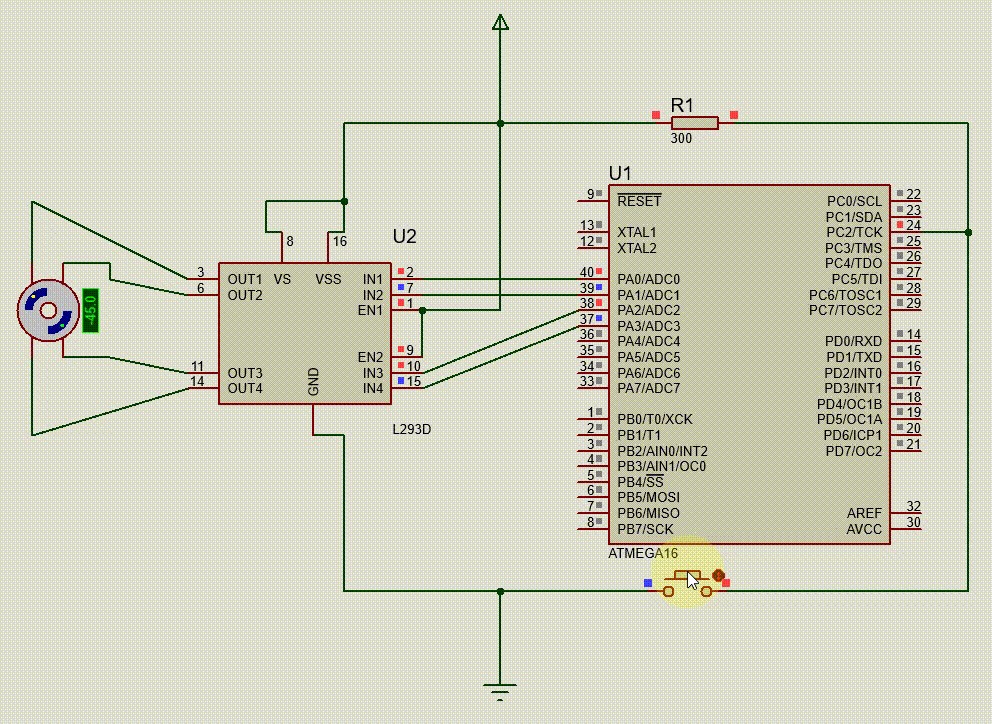 R1
300
U1
9 RESET
13 XTAL1
12 XTAL2
40 PA0/ADC0
39 PA1/ADC1
38 PA2/ADC2
37 PA3/ADC3
36 PA4/ADC4
35 PA5/ADC5
34 PA6/ADC6
33 PA7/ADC7
1 PB0/T0/XCK
2 PB1/T1
3 PB2/AIN0/INT2
4 PB3/AIN1/OC0
5 PB4/SS
6 PB5/MOSI
7 PB6/MISO
8 PB7/SCK
PC0/SCL 22
PC1/SDA 23
PC2/TCK 24
PC3/TMS 25
PC4/TDO 26
PC5/TDI 27
PC6/TOSC1 28
PC7/TOSC2 29
PD0/RXD 14
PD1/TXD 15
PD2/INT0 16
PD3/INT1 17
PD4/OC1B 18
PD5/OC1A 19
PD6/ICP1 20
PD7/OC2 21
AREF 32
AVCC 30
ATMEGA16
U2
8 16
VS VSS
3 OUT1
6 OUT2
11 OUT3
14 OUT4
IN1 2
IN2 7
EN1 1
EN2 9
IN3 10
IN4 15
GND
L293D
-45.0